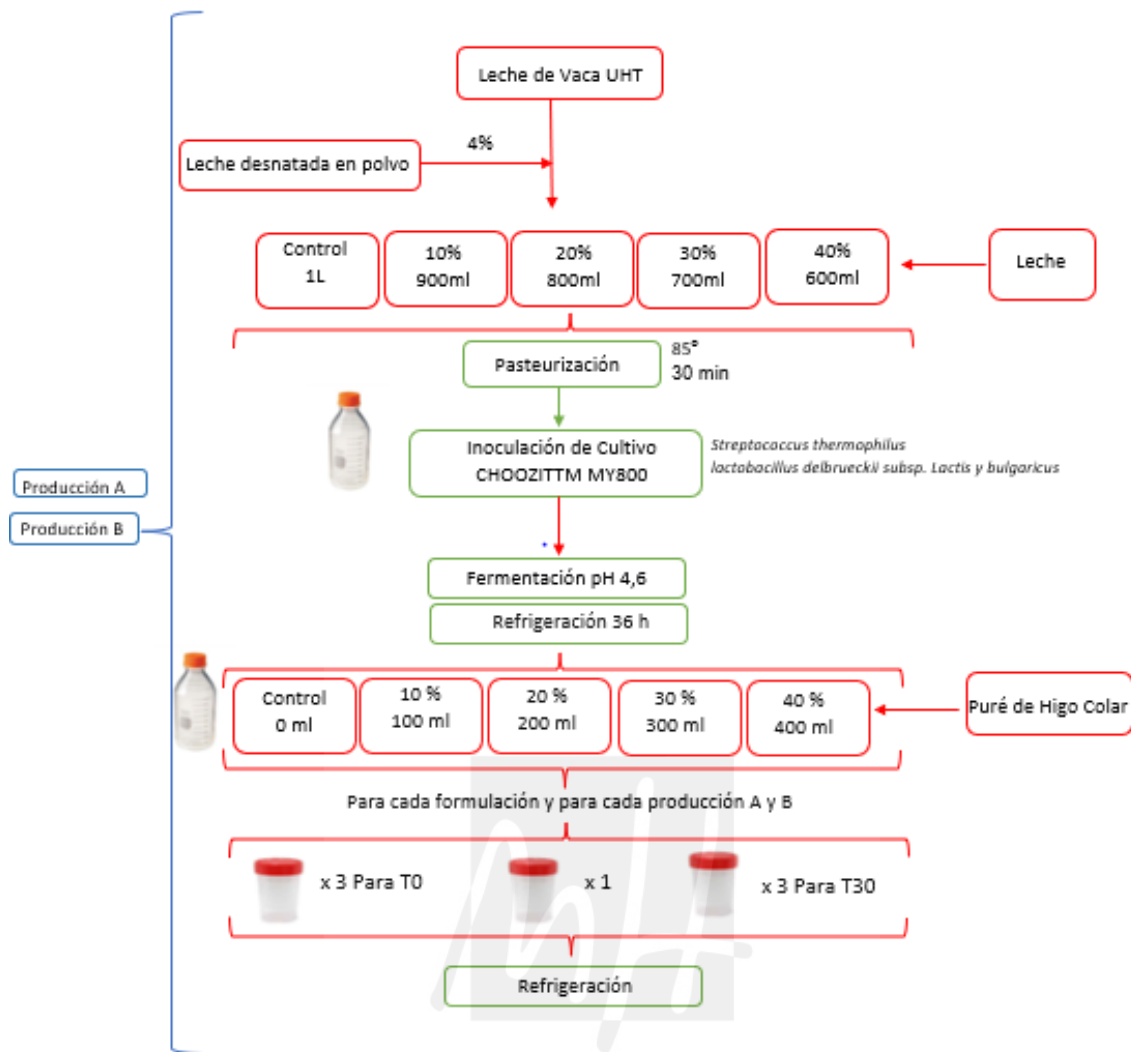 Leche de Vaca UHT
4%
Leche desnatada en polvo
Control
1L
10%
900ml
20%
800ml
30%
700ml
40%
600ml
Leche
Pasteurización
85°
30 min
Inoculación de Cultivo
CHOOZITTM MY800
Streptococcus thermophilus
lactobacillus delbrueckii subsp. Lactis y bulgaricus
Producción A
Producción B
Fermentación pH 4,6
Refrigeración 36 h
Control
0 ml
10 %
100 ml
20 %
200 ml
30 %
300 ml
40 %
400 ml
Puré de Higo Colar
Para cada formulación y para cada producción A y B
x 3 Para T0
x 1
x 3 Para T30
Refrigeración